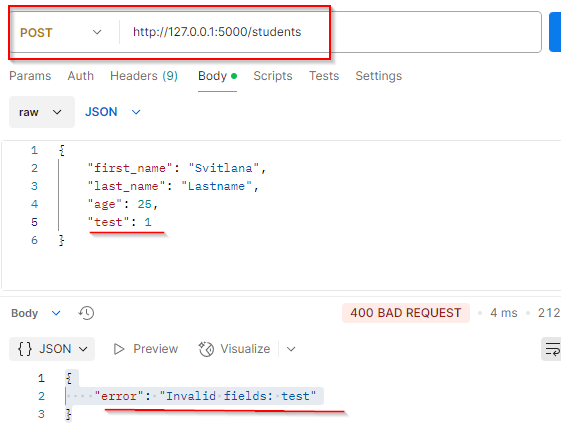 POST http://127.0.0.1:5000/students
Params Auth Headers (9) Body Scripts Tests Settings
raw JSON
1 {
2 "first_name": "Svitlana",
3 "last_name": "Lastname",
4 "age": 25,
5 "test": 1
6 }
Body 400 BAD REQUEST • 4 ms • 212
{} JSON Preview Visualize
1 {
2 "error": "Invalid fields: test"
3 }